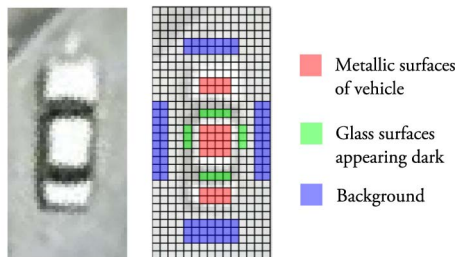 Metallic surfaces
of vehicle
Glass surfaces
appearing dark
Background